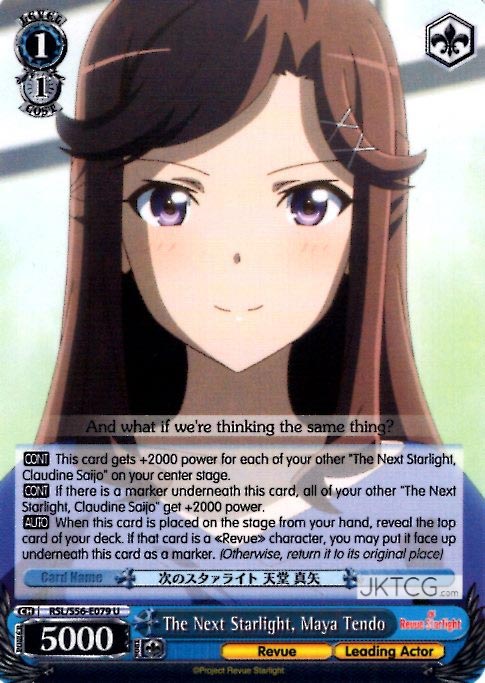 LEVEL
1
1
COST
And what if we're thinking the same thing?
CONT This card gets +2000 power for each of your other "The Next Starlight,
Claudine Saijo" on your center stage.
CONT If there is a marker underneath this card, all of your other "The Next
Starlight, Claudine Saijo" get +2000 power.
AUTO When this card is placed on the stage from your hand, reveal the top
card of your deck. If that card is a «Revue» character, you may put it face up
underneath this card as a marker. (Otherwise, return it to its original place)
Card Name 次のスタァライト 天堂 真矢
JKTCG.com
CH RSL/S56-E079 U
POWER 5000
The Next Starlight, Maya Tendo
Revue Starlight
Revue Leading Actor
©Project Revue Starlight